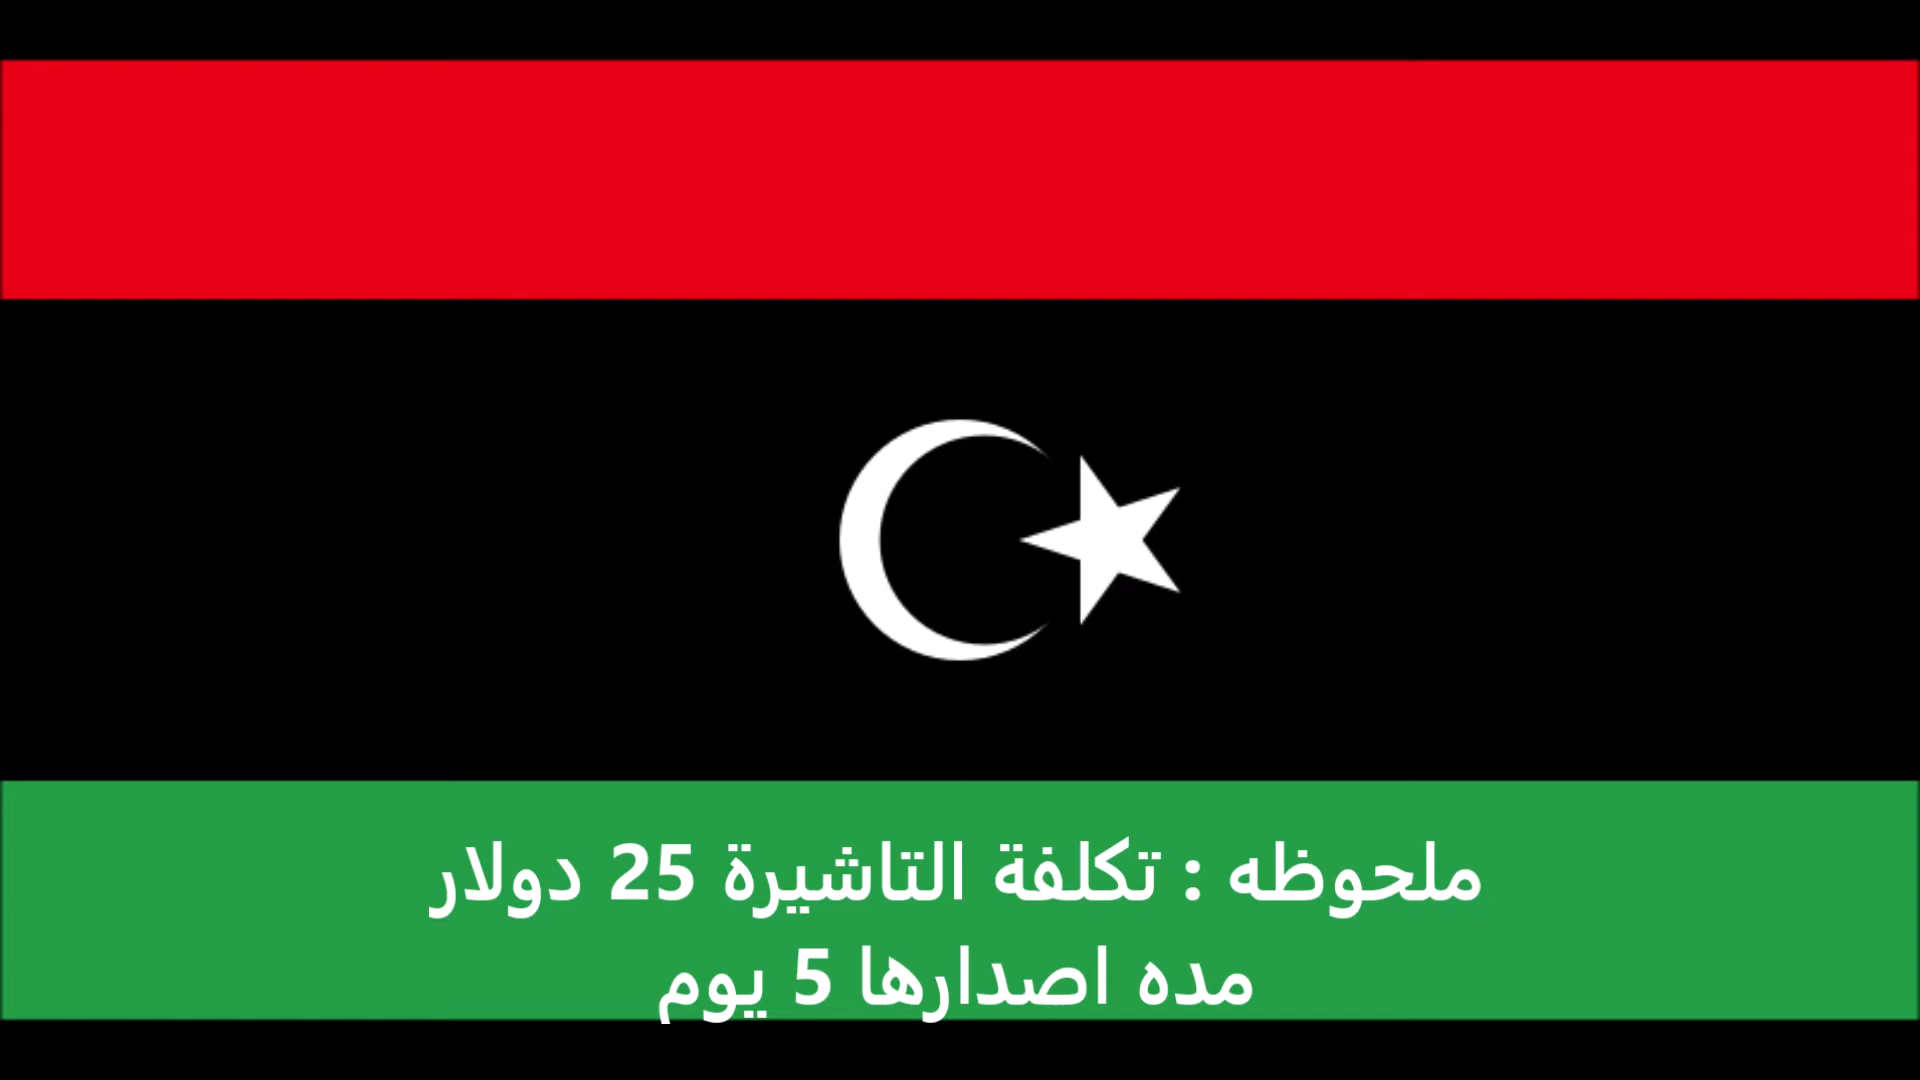 ملحوظه : تكلفة التاشيرة 25 دولار
مده اصدارها 5 يوم